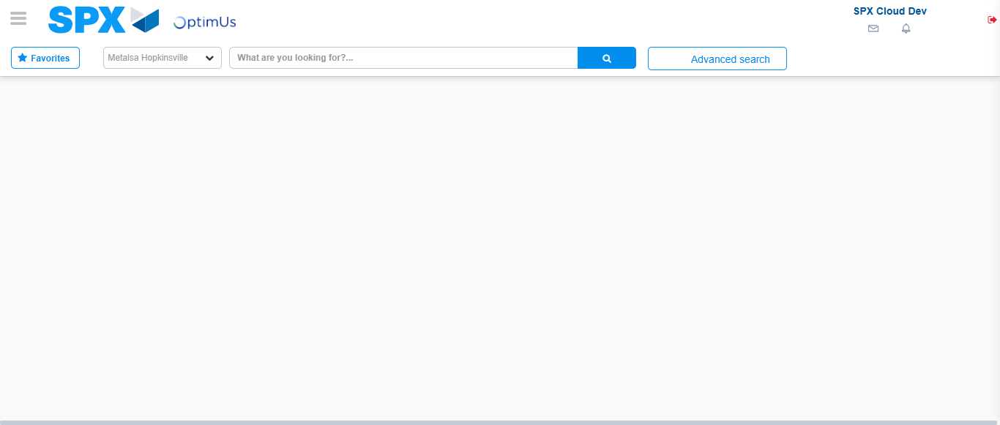 SPX
OptimUs
SPX Cloud Dev
Favorites
Metalsa Hopkinsville
What are you looking for?...
Advanced search